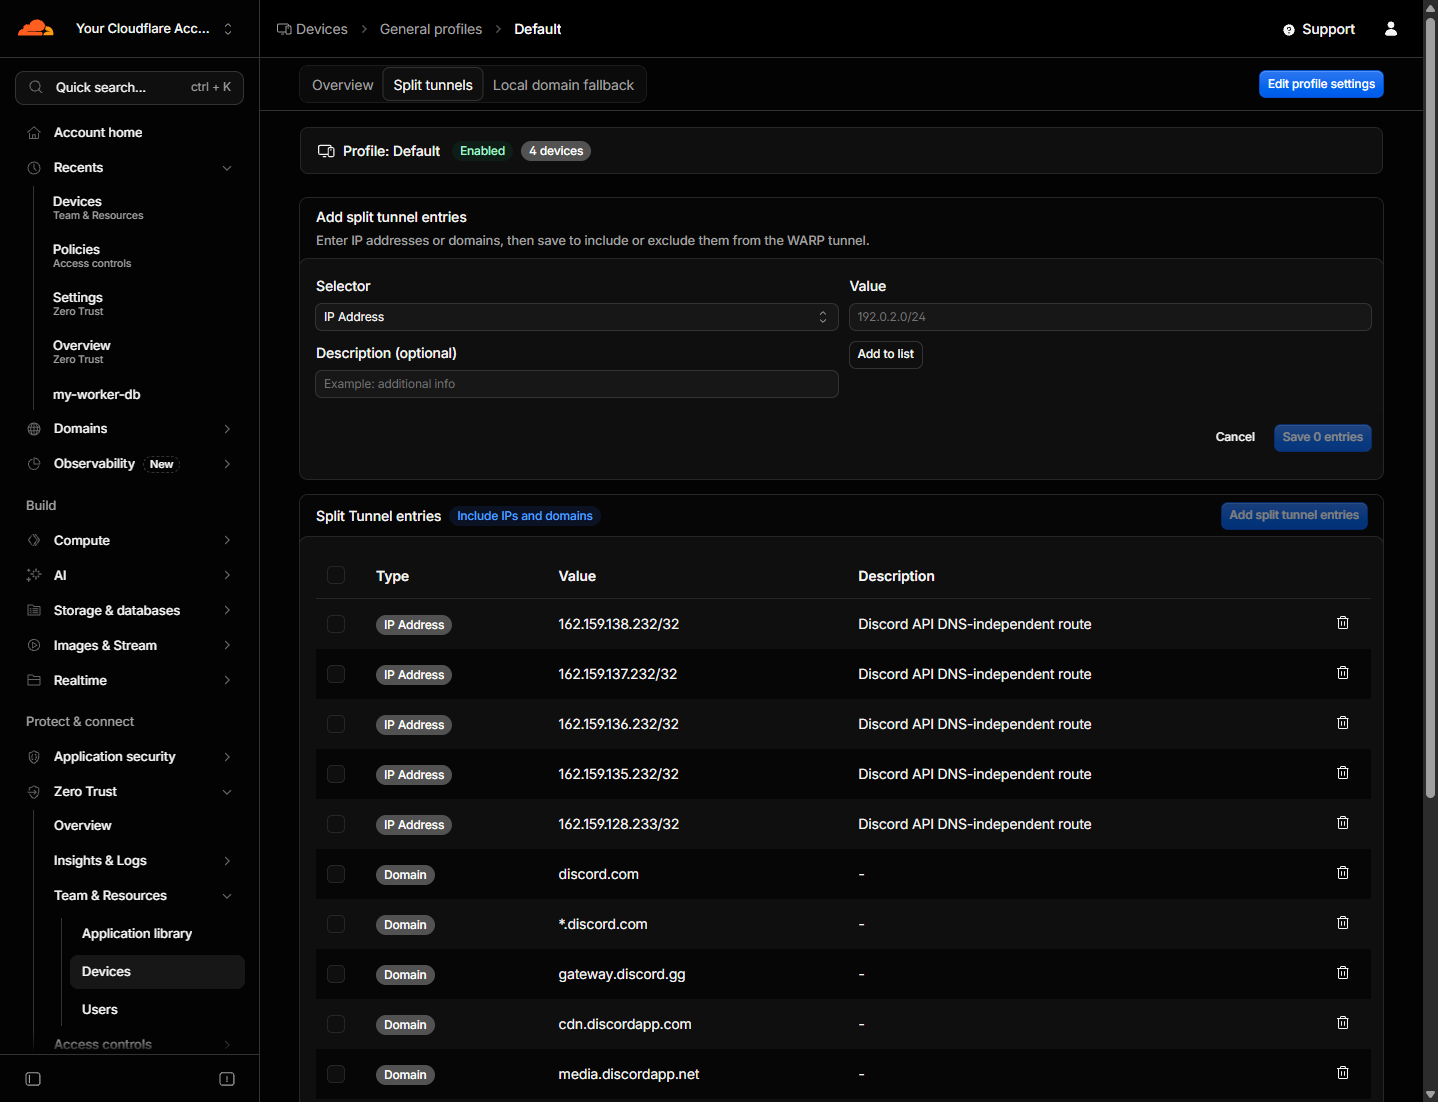 Your Cloudflare Acc...
Devices > General profiles > Default
Support
Quick search... ctrl + K
Account home
Recents
Devices
Team & Resources
Policies
Access controls
Settings
Zero Trust
Overview
Zero Trust
my-worker-db
Domains
Observability New
Build
Compute
AI
Storage & databases
Images & Stream
Realtime
Protect & connect
Application security
Zero Trust
Overview
Insights & Logs
Team & Resources
Application library
Devices
Users
Access controls
Overview Split tunnels Local domain fallback
Edit profile settings
Profile: Default Enabled 4 devices
Add split tunnel entries
Enter IP addresses or domains, then save to include or exclude them from the WARP tunnel.
Selector Value
IP Address 192.0.2.0/24
Description (optional) Add to list
Example: additional info
Cancel Save 0 entries
Split Tunnel entries Include IPs and domains Add split tunnel entries
Type Value Description
IP Address 162.159.138.232/32 Discord API DNS-independent route
IP Address 162.159.137.232/32 Discord API DNS-independent route
IP Address 162.159.136.232/32 Discord API DNS-independent route
IP Address 162.159.135.232/32 Discord API DNS-independent route
IP Address 162.159.128.233/32 Discord API DNS-independent route
Domain discord.com -
Domain *.discord.com -
Domain gateway.discord.gg -
Domain cdn.discordapp.com -
Domain media.discordapp.net -